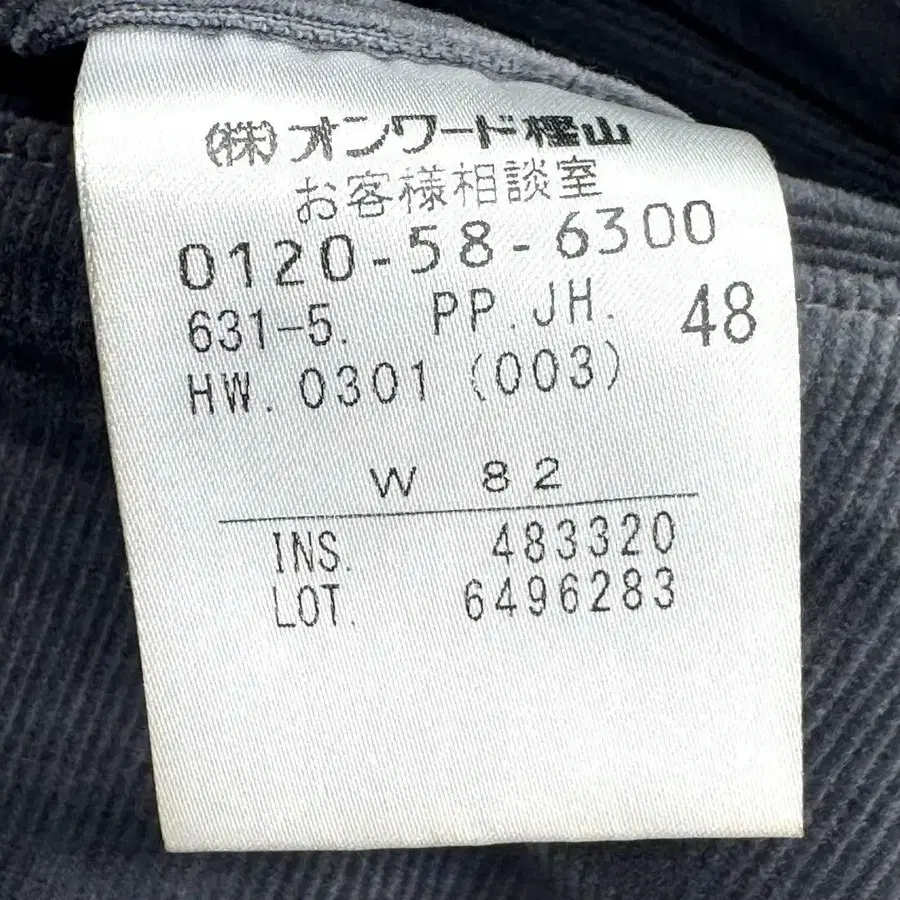 (株)オンワード樫山
お客様相談室
0120-58-6300
631-5. PP.JH. 48
HW. 0301 (003)
W 82
INS. 483320
LOT. 6496283